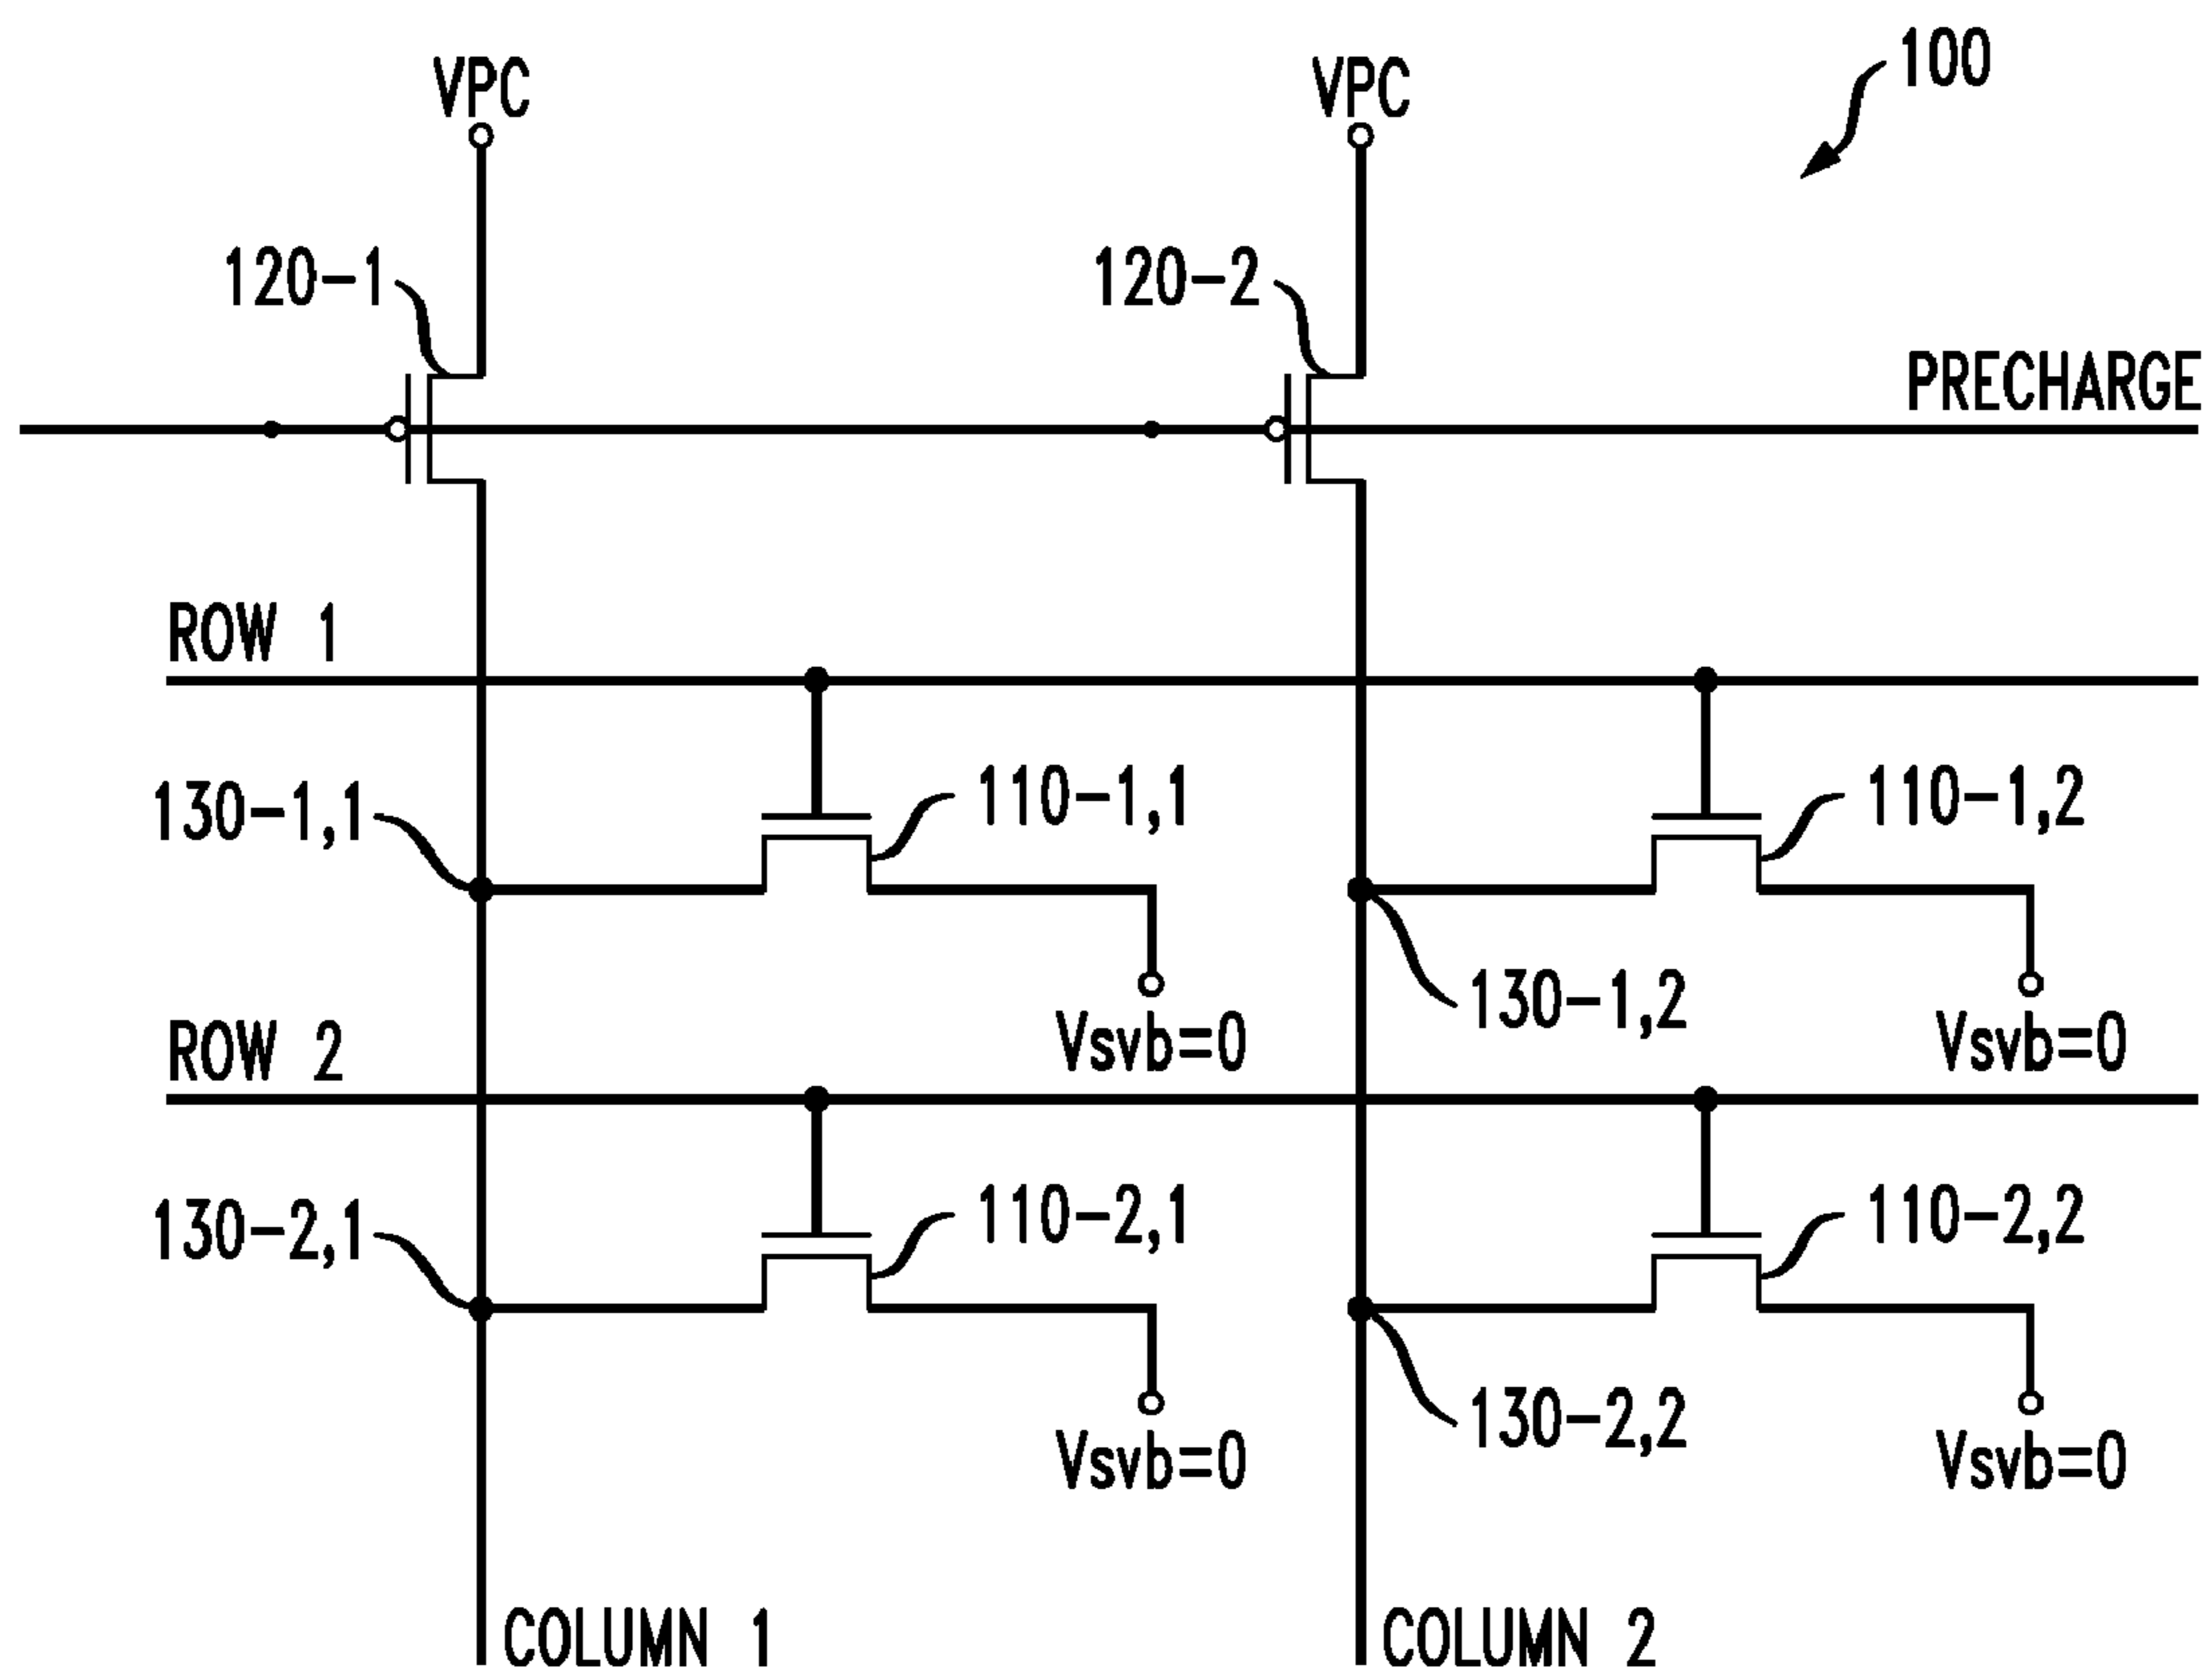 VPC
VPC
100
120-1
120-2
PRECHARGE
ROW 1
130-1,1
110-1,1
110-1,2
130-1,2
Vsvb=0
Vsvb=0
ROW 2
130-2,1
110-2,1
110-2,2
130-2,2
Vsvb=0
Vsvb=0
COLUMN 1
COLUMN 2